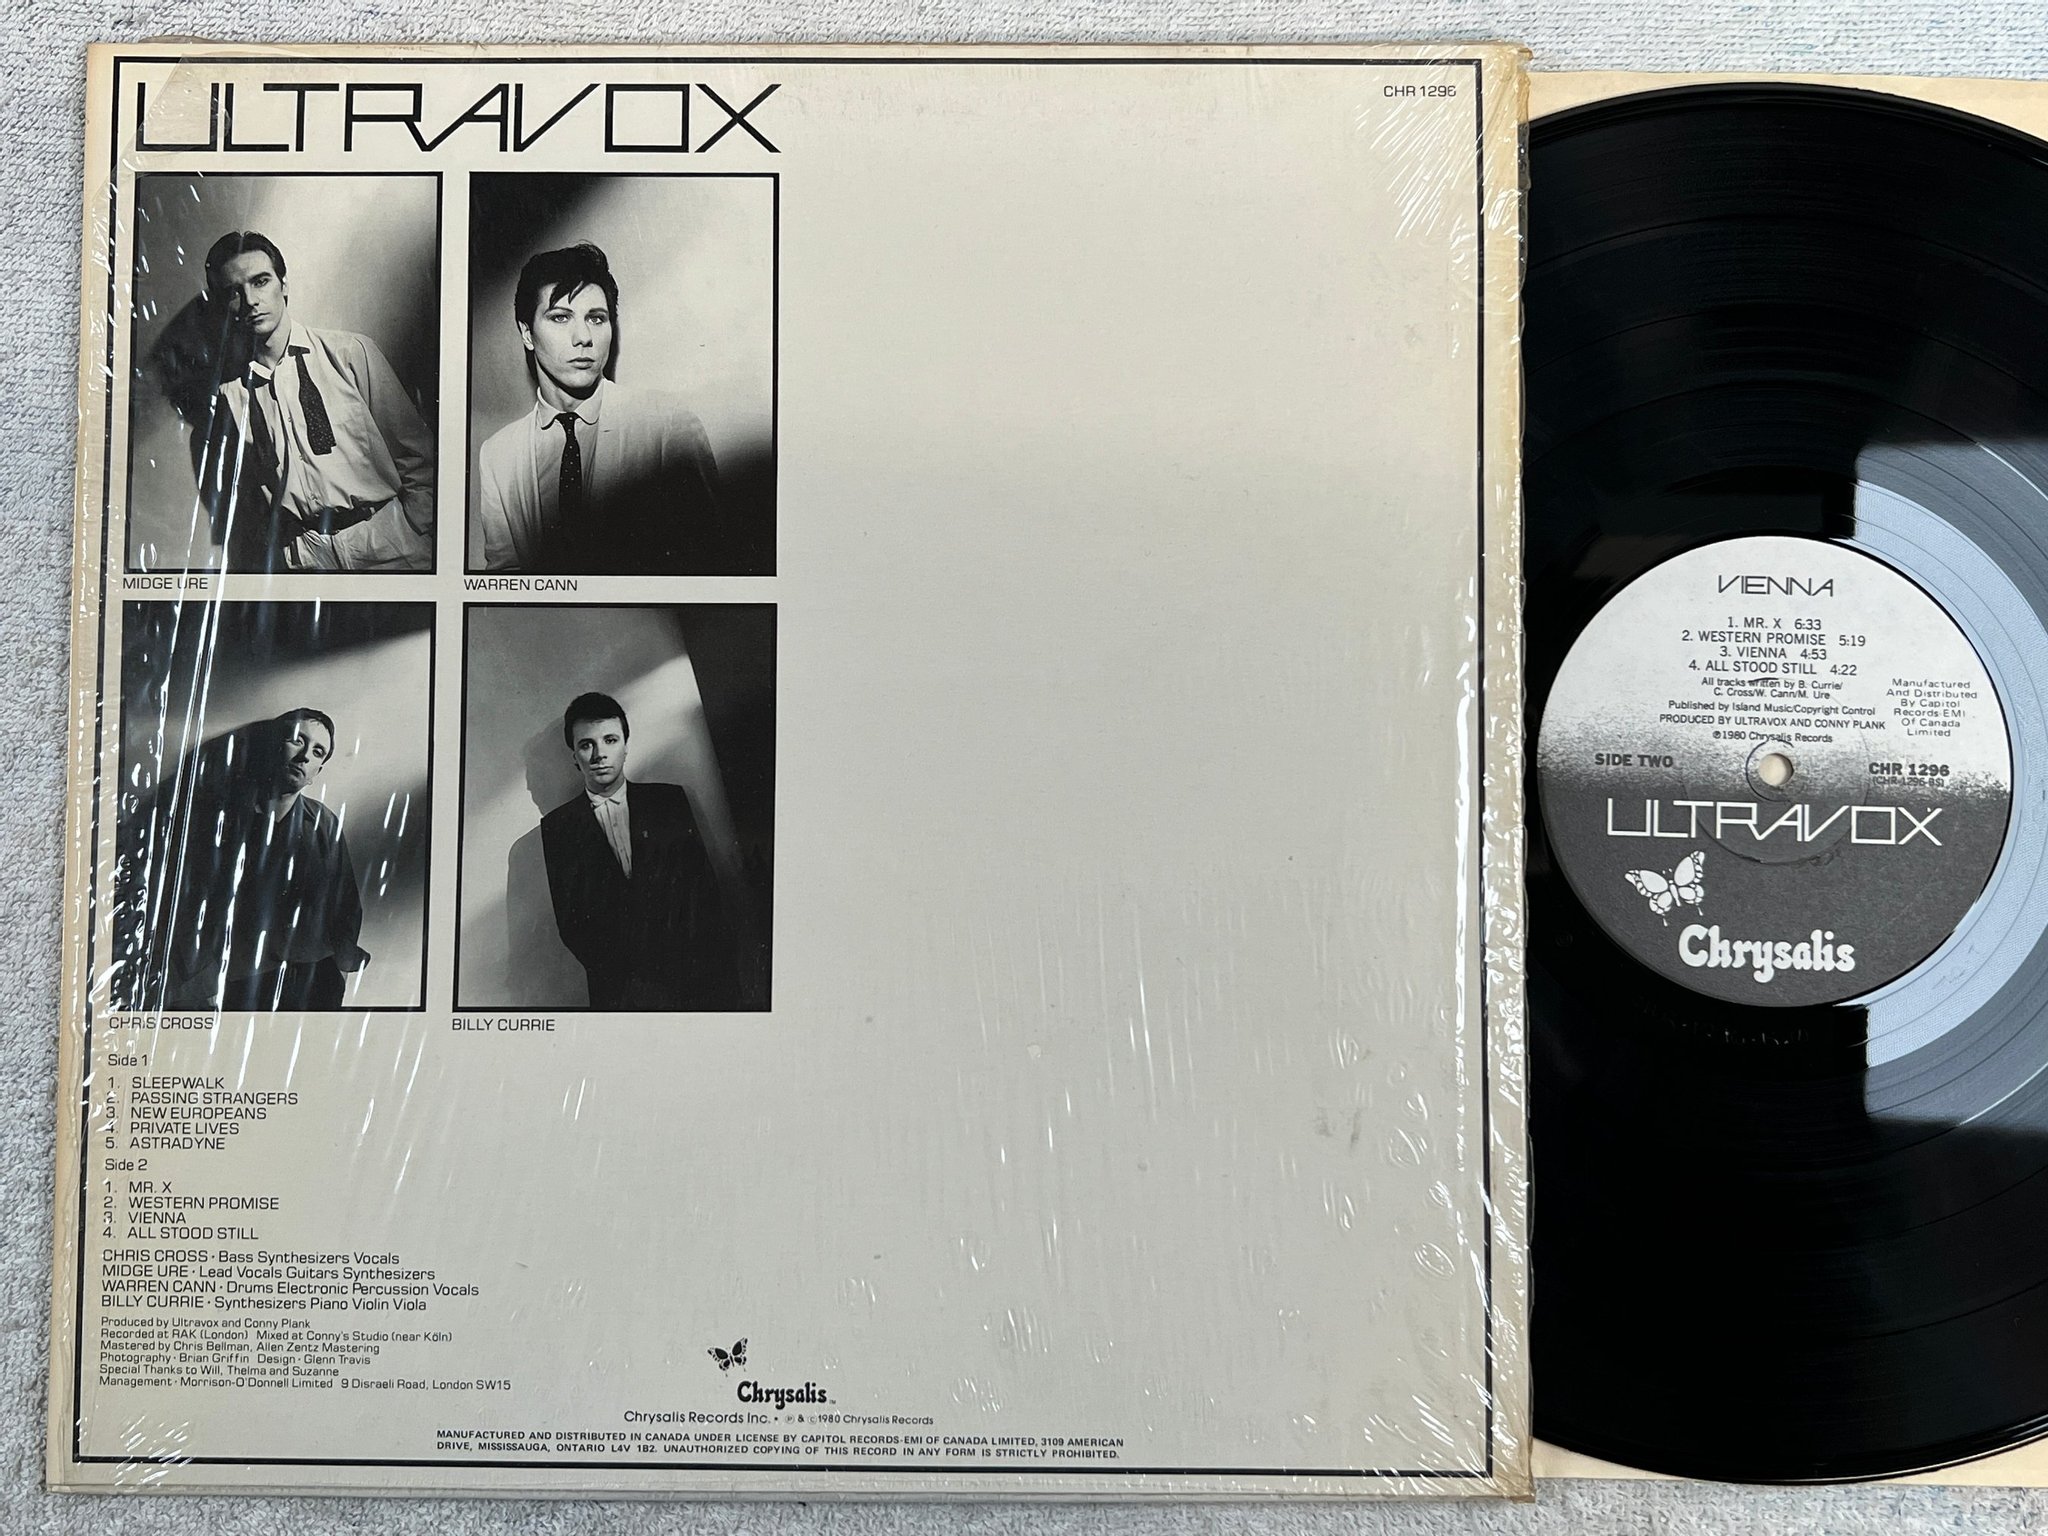 ULTRAVOX
CHR 1296
MIDGE URE
WARREN CANN
CHRIS CROSS
BILLY CURRIE
Side 1
1. SLEEPWALK
2. PASSING STRANGERS
3. NEW EUROPEANS
4. PRIVATE LIVES
5. ASTRADYNE
Side 2
1. MR. X
2. WESTERN PROMISE
3. VIENNA
4. ALL STOOD STILL
CHRIS CROSS · Bass Synthesizers Vocals
MIDGE URE · Lead Vocals Guitars Synthesizers
WARREN CANN · Drums Electronic Percussion Vocals
BILLY CURRIE · Synthesizers Piano Violin Viola
Produced by Ultravox and Conny Plank
Recorded at RAK (London) Mixed at Conny's Studio (near Köln)
Mastered by Chris Bellman, Allen Zentz Mastering
Photography · Brian Griffin Design · Glenn Travis
Special Thanks to Will, Thelma and Suzanne
Management · Morrison-O'Donnell Limited 9 Disraeli Road, London SW15
Chrysalis TM
Chrysalis Records Inc. · ℗ & ©1980 Chrysalis Records
MANUFACTURED AND DISTRIBUTED IN CANADA UNDER LICENSE BY CAPITOL RECORDS-EMI OF CANADA LIMITED, 3109 AMERICAN
DRIVE, MISSISSAUGA, ONTARIO L4V 1B2. UNAUTHORIZED COPYING OF THIS RECORD IN ANY FORM IS STRICTLY PROHIBITED.
VIENNA
1. MR. X 6:33
2. WESTERN PROMISE 5:19
3. VIENNA 4:53
4. ALL STOOD STILL 4:22
All tracks written by B. Currie/
C. Cross/W. Cann/M. Ure
Published by Island Music/Copyright Control
PRODUCED BY ULTRAVOX AND CONNY PLANK
℗1980 Chrysalis Records
Manufactured
And Distributed
By Capitol
Records-EMI
Of Canada
Limited
SIDE TWO
CHR 1296
(CHR-1296-BS)
ULTRAVOX
Chrysalis